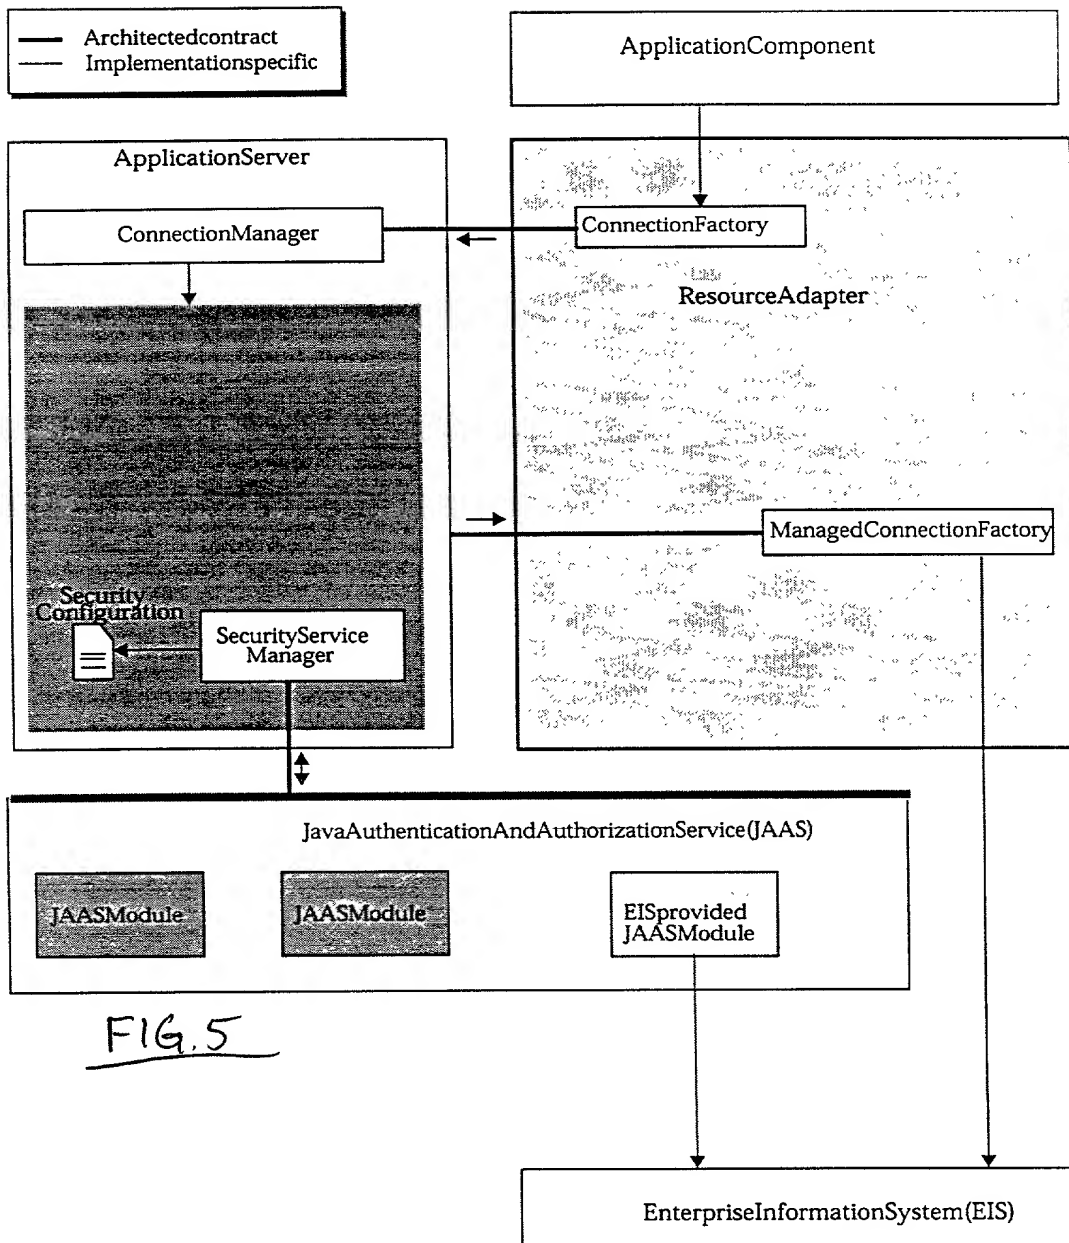 Architectedcontract
Implementationspecific
ApplicationComponent
ApplicationServer
ConnectionManager
ConnectionFactory
ResourceAdapter
ManagedConnectionFactory
Security
Configuration
SecurityService
Manager
JavaAuthenticationAndAuthorizationService(JAAS)
JAASModule
JAASModule
EISprovided
JAASModule
FIG.5
EnterpriseInformationSystem(EIS)